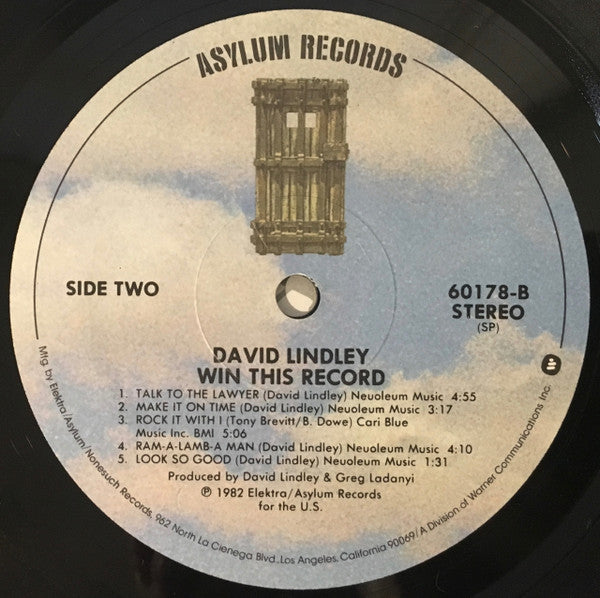 ASYLUM RECORDS
SIDE TWO
60178-B
STEREO
(SP)
DAVID LINDLEY
WIN THIS RECORD
1. TALK TO THE LAWYER (David Lindley) Neuoleum Music 4:55
2. MAKE IT ON TIME (David Lindley) Neuoleum Music 3:17
3. ROCK IT WITH I (Tony Brevitt/B. Dowe) Cari Blue
Music Inc. BMI 5:06
4. RAM-A-LAMB-A MAN (David Lindley) Neuoleum Music 4:10
5. LOOK SO GOOD (David Lindley) Neuoleum Music 1:31
Produced by David Lindley & Greg Ladanyi
℗ 1982 Elektra/Asylum Records
for the U.S.
Mfg. by Elektra/Asylum/Nonesuch Records, 962 North La Cienega Blvd., Los Angeles, California 90069/A Division of Warner Communications Inc.